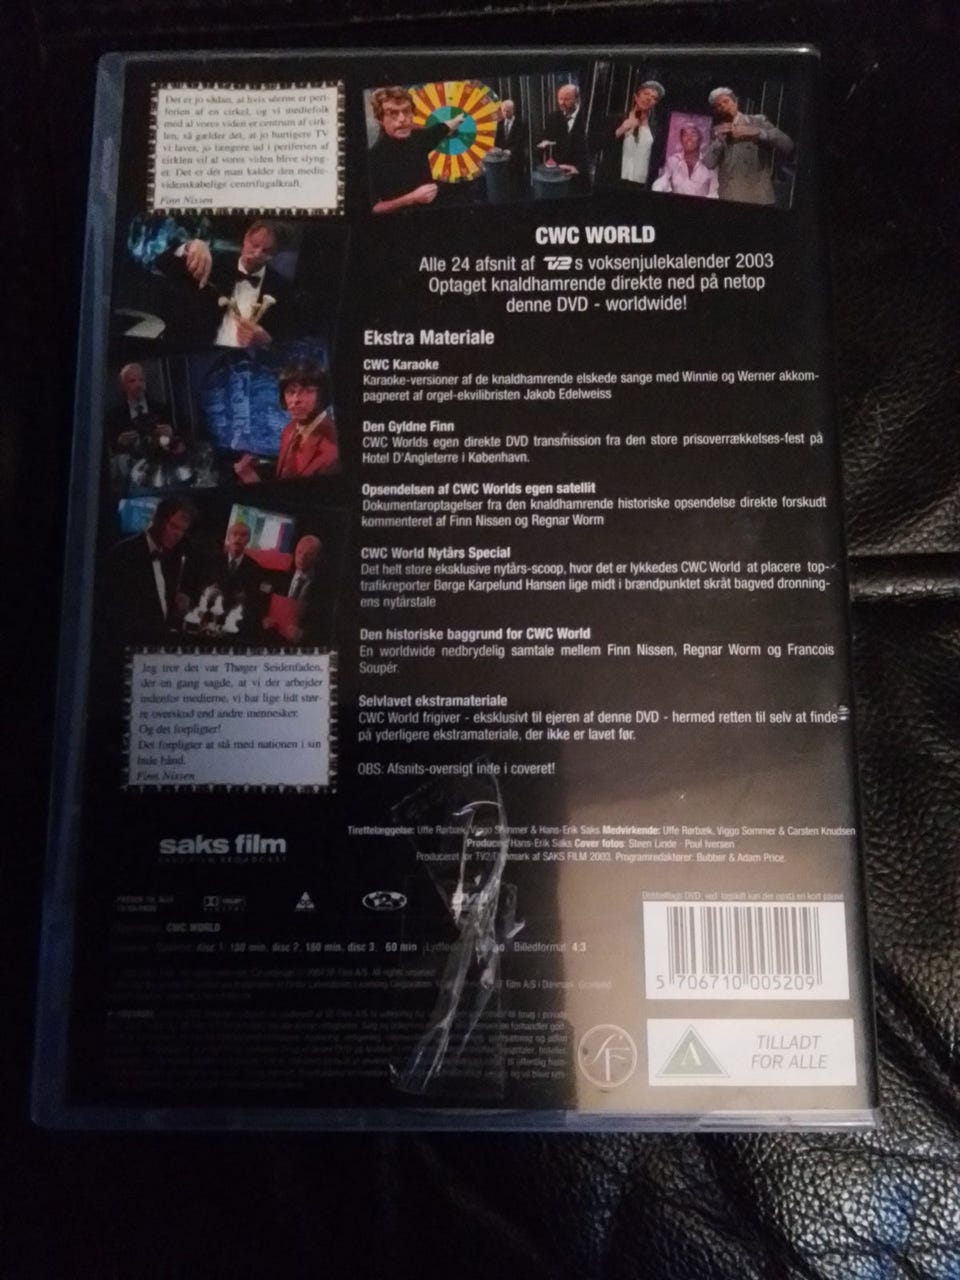 Det er jo sådan, at hvis seerne er peri-
ferien af en cirkel, og vi mediefolk
med al vores viden er centrum af cirk-
len, så gælder det, at jo hurtigere TV
vi laver, jo længere ud i periferien af
cirklen vil al vores viden blive slyng-
et. Det er det man kalder den medie-
videnskabelige centrifugalkraft.
Finn Nissen
CWC WORLD
Alle 24 afsnit af TV2s voksenjulekalender 2003
Optaget knaldhamrende direkte ned på netop
denne DVD - worldwide!
Ekstra Materiale
CWC Karaoke
Karaoke-versioner af de knaldhamrende elskede sange med Winnie og Werner akkom-
pagneret af orgel-ekvilibristen Jakob Edelweiss
Den Gyldne Finn
CWC Worlds egen direkte DVD transmission fra den store prisoverrækkelses-fest på
Hotel D'Angleterre i København.
Opsendelsen af CWC Worlds egen satellit
Dokumentaroptagelser fra den knaldhamrende historiske opsendelse direkte forskudt
kommenteret af Finn Nissen og Regnar Worm
CWC World Nytårs Special
Det helt store eksklusive nytårs-scoop, hvor det er lykkedes CWC World at placere top-
trafikreporter Børge Karpelund Hansen lige midt i brændpunktet skråt bagved dronning-
ens nytårstale
Den historiske baggrund for CWC World
En worldwide nedbrydelig samtale mellem Finn Nissen, Regnar Worm og Francois
Soupér.
Selvlavet ekstramateriale
CWC World frigiver - eksklusivt til ejeren af denne DVD - hermed retten til selv at finde
på yderligere ekstramateriale, der ikke er lavet før.
OBS: Afsnits-oversigt inde i coveret!
Jeg tror det var Thøger Seidenfaden,
der en gang sagde, at vi der arbejder
indenfor medierne, vi har lige lidt stør-
re overskud end andre mennesker.
Og det forpligter!
Det forpligter at stå med nationen i sin
hule hånd.
Finn Nissen
saks film
Tilrettelæggelse: Uffe Rørbæk, Viggo Sommer & Hans-Erik Saks Medvirkende: Uffe Rørbæk, Viggo Sommer & Carsten Knudsen
Producer Hans-Erik Saks Cover fotos: Steen Linde - Poul Iversen
Produceret for TV2/Danmark af SAKS FILM 2003. Programredaktører: Bubber & Adam Price
DVD
CWC WORLD
disc 1: 180 min, disc 2: 180 min, disc 3: 60 min Billedformat 4:3
5 706710 005209
SF
A
TILLADT
FOR ALLE